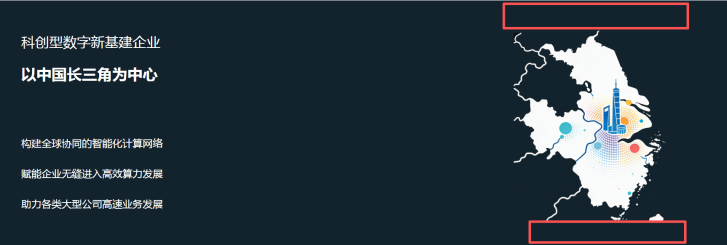 科创型数字新基建企业
以中国长三角为中心
构建全球协同的智能化计算网络
赋能企业无缝进入高效算力发展
助力各类大型公司高速业务发展